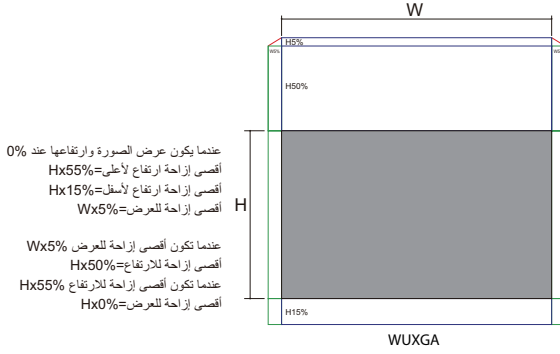 W
H5%
W5%
W5%
H50%
عندما يكون عرض الصورة وارتفاعها عند %0
أقصى إزاحة ارتفاع لأعلى=Hx55%
أقصى إزاحة ارتفاع لأسفل=Hx15%
أقصى إزاحة للعرض=Wx5%
H
عندما تكون أقصى إزاحة للعرض Wx5%
أقصى إزاحة للارتفاع=Hx50%
عندما تكون أقصى إزاحة للارتفاع Hx55%
أقصى إزاحة للعرض=Hx0%
H15%
WUXGA